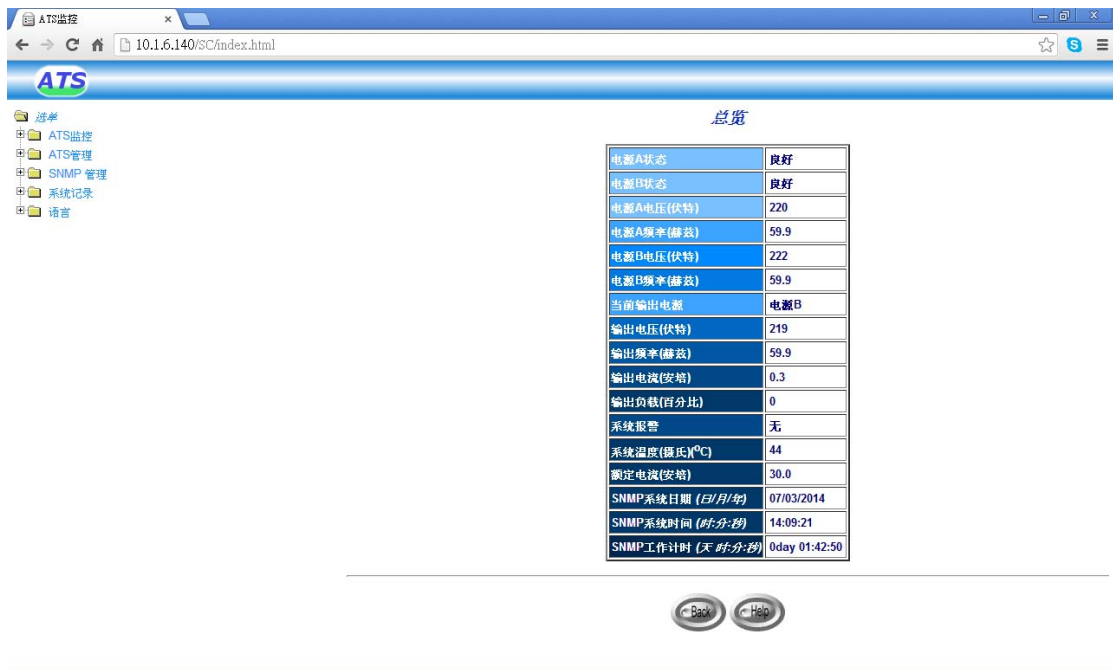 ATS监控
10.1.6.140/SC/index.html
ATS
选单
ATS监控
ATS管理
SNMP 管理
系统记录
语言
总览
电源A状态 良好
电源B状态 良好
电源A电压(伏特) 220
电源A频率(赫兹) 59.9
电源B电压(伏特) 222
电源B频率(赫兹) 59.9
当前输出电源 电源B
输出电压(伏特) 219
输出频率(赫兹) 59.9
输出电流(安培) 0.3
输出负载(百分比) 0
系统报警 无
系统温度(摄氏)(⁰C) 44
额定电流(安培) 30.0
SNMP系统日期 (日/月/年) 07/03/2014
SNMP系统时间 (时:分:秒) 14:09:21
SNMP工作计时 (天 时:分:秒) 0day 01:42:50
Back Help